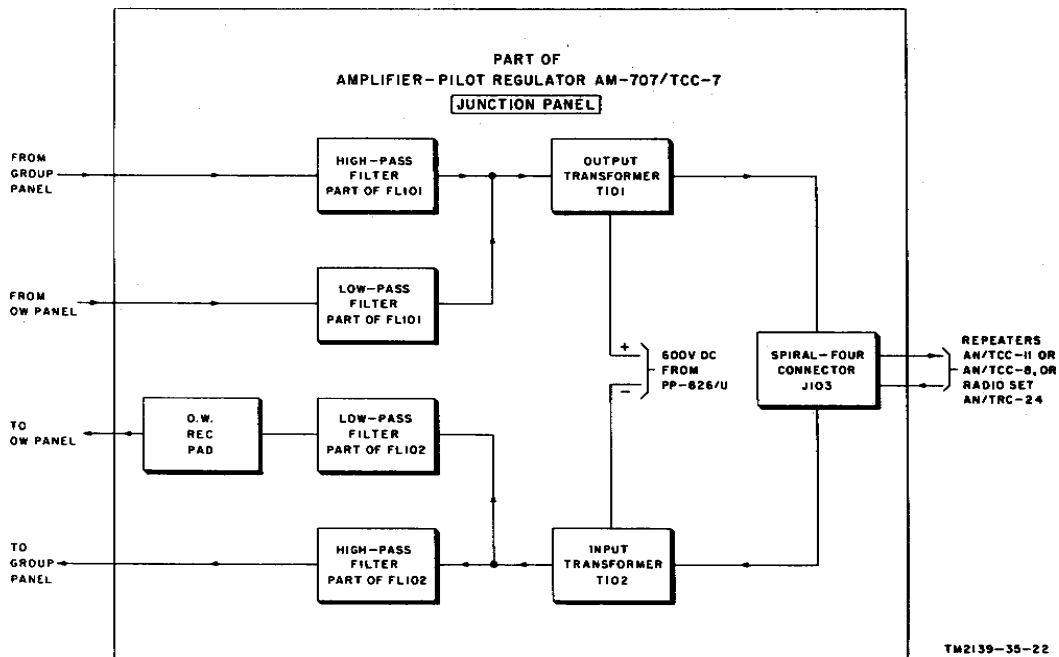 PART OF
AMPLIFIER-PILOT REGULATOR AM-707/TCC-7
JUNCTION PANEL
FROM
GROUP
PANEL
HIGH-PASS
FILTER
PART OF FL101
OUTPUT
TRANSFORMER
T101
FROM
OW PANEL
LOW-PASS
FILTER
PART OF FL101
+
600V DC
FROM
PP-826/U
-
SPIRAL-FOUR
CONNECTOR
J103
REPEATERS
AN/TCC-11 OR
AN/TCC-8, OR
RADIO SET
AN/TRC-24
TO
OW PANEL
O.W.
REC
PAD
LOW-PASS
FILTER
PART OF FL102
TO
GROUP
PANEL
HIGH-PASS
FILTER
PART OF FL102
INPUT
TRANSFORMER
T102
TM2139-35-22